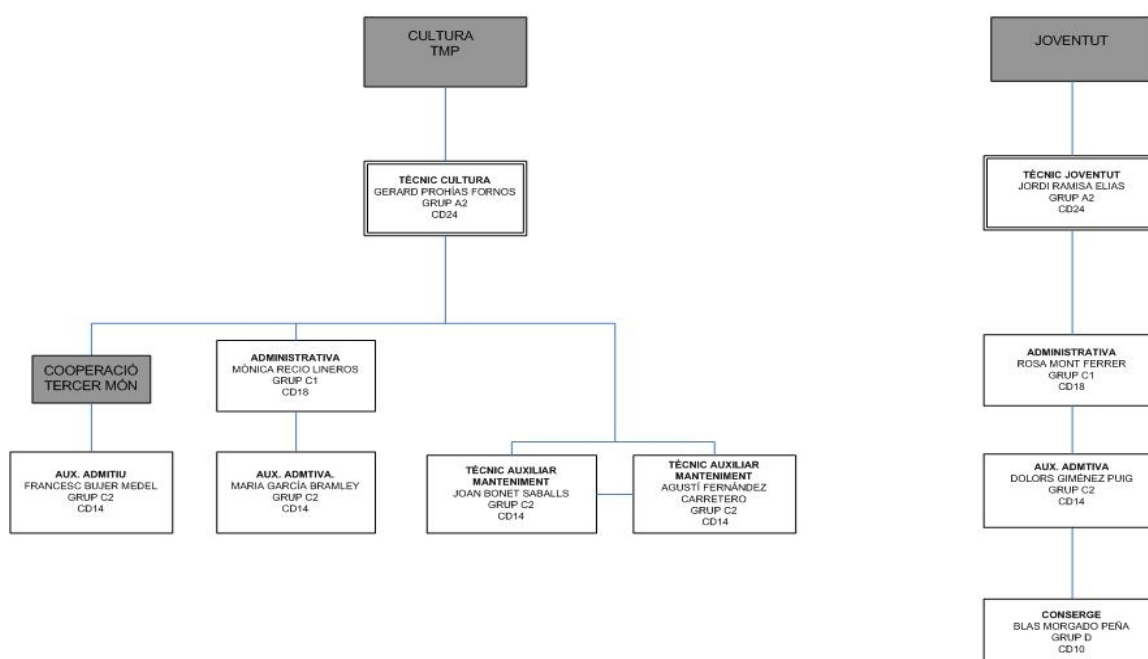 CULTURA
TMP
TÈCNIC CULTURA
GERARD PROHÍAS FORNOS
GRUP A2
CD24
COOPERACIÓ
TERCER MÓN
AUX. ADMITIU
FRANCESC BUJER MEDEL
GRUP C2
CD14
ADMINISTRATIVA
MÒNICA RECIO LINEROS
GRUP C1
CD18
AUX. ADMTIVA.
MARIA GARCÍA BRAMLEY
GRUP C2
CD14
TÈCNIC AUXILIAR
MANTENIMENT
JOAN BONET SABALLS
GRUP C2
CD14
TÈCNIC AUXILIAR
MANTENIMENT
AGUSTÍ FERNÁNDEZ
CARRETERO
GRUP C2
CD14
JOVENTUT
TÈCNIC JOVENTUT
JORDI RAMISA ELIAS
GRUP A2
CD24
ADMINISTRATIVA
ROSA MONT FERRER
GRUP C1
CD18
AUX. ADMTIVA
DOLORS GIMÉNEZ PUIG
GRUP C2
CD14
CONSERGE
BLAS MORGADO PEÑA
GRUP D
CD10